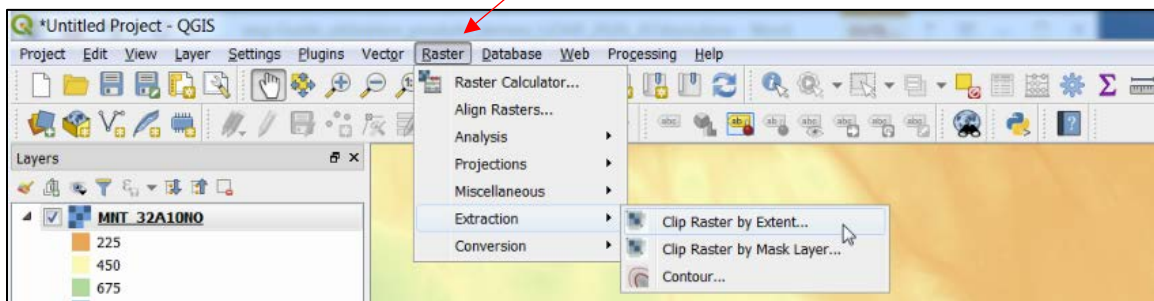 *Untitled Project - QGIS
Project Edit View Layer Settings Plugins Vector Raster Database Web Processing Help
Raster Calculator...
Align Rasters...
Analysis
Projections
Miscellaneous
Extraction
Conversion
Clip Raster by Extent...
Clip Raster by Mask Layer...
Contour...
Layers
MNT_32A10NO
225
450
675